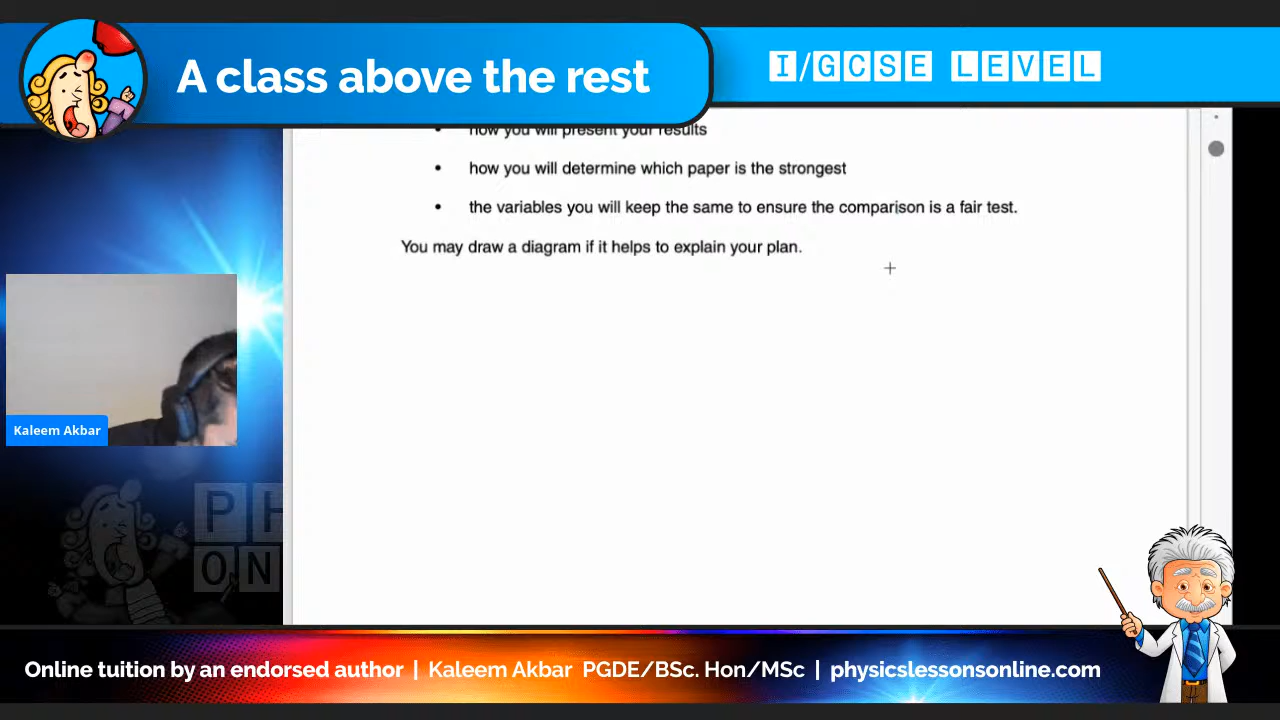 A class above the rest
I/GCSE LEVEL
• how you will present your results
• how you will determine which paper is the strongest
• the variables you will keep the same to ensure the comparison is a fair test.
You may draw a diagram if it helps to explain your plan.
Kaleem Akbar
PH
ON
Online tuition by an endorsed author | Kaleem Akbar PGDE/BSc. Hon/MSc | physicslessonsonline.com